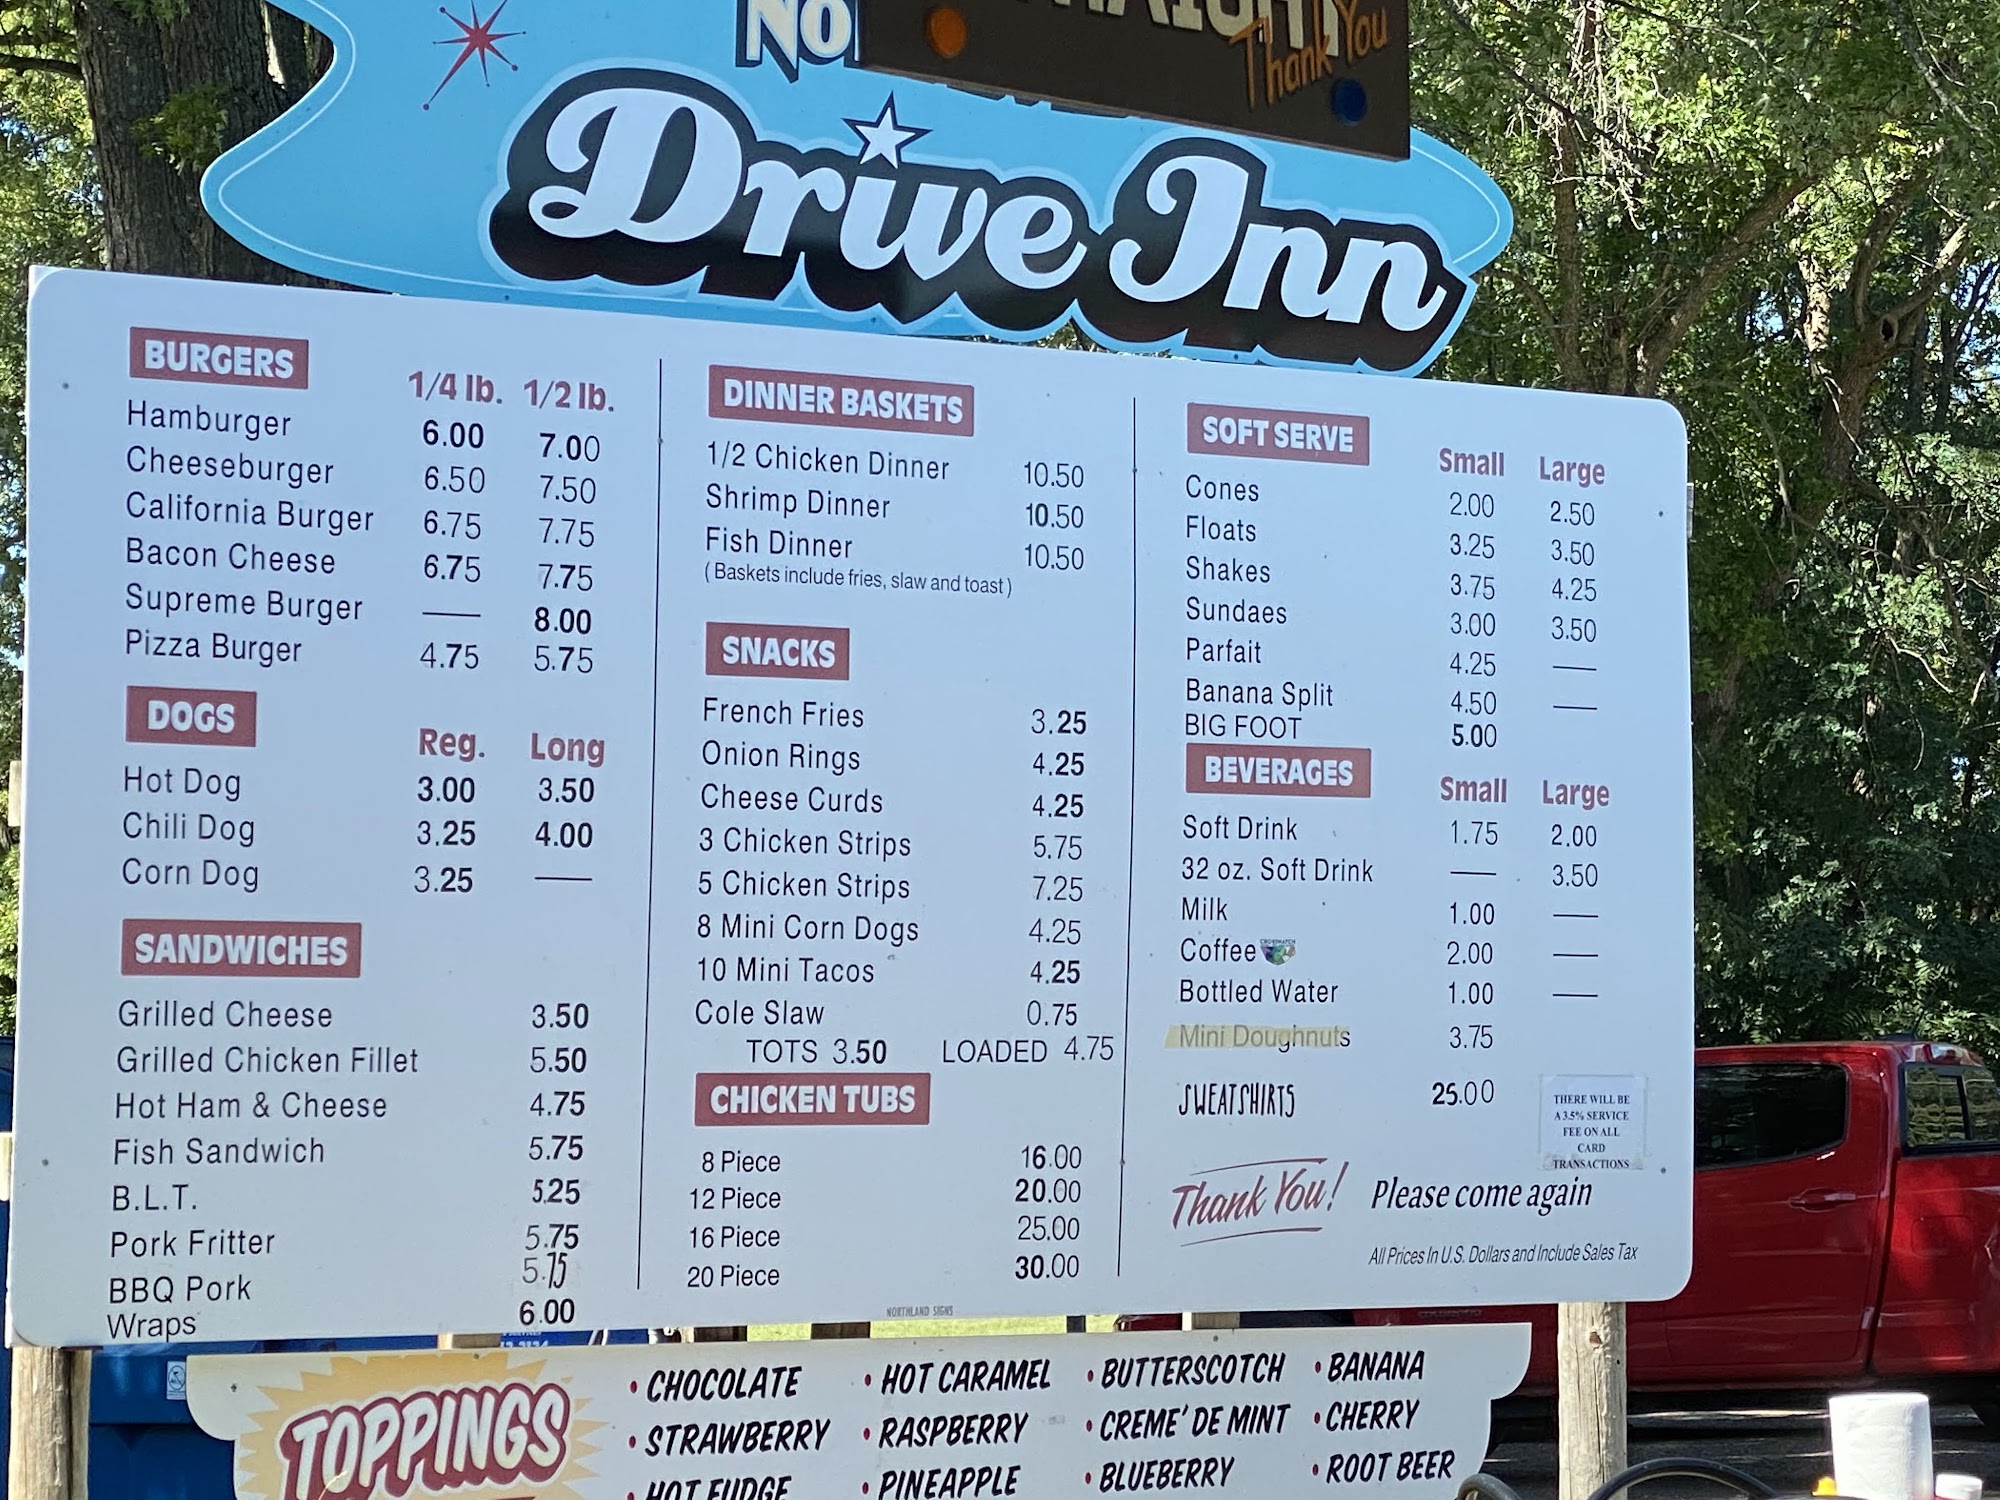 No
Thank You
Drive Inn
BURGERS 1/4 lb. 1/2 lb.
Hamburger 6.00 7.00
Cheeseburger 6.50 7.50
California Burger 6.75 7.75
Bacon Cheese 6.75 7.75
Supreme Burger — 8.00
Pizza Burger 4.75 5.75
DOGS Reg. Long
Hot Dog 3.00 3.50
Chili Dog 3.25 4.00
Corn Dog 3.25 —
SANDWICHES
Grilled Cheese 3.50
Grilled Chicken Fillet 5.50
Hot Ham & Cheese 4.75
Fish Sandwich 5.75
B.L.T. 5.25
Pork Fritter 5.75
BBQ Pork 5.75
Wraps 6.00
DINNER BASKETS
1/2 Chicken Dinner 10.50
Shrimp Dinner 10.50
Fish Dinner 10.50
( Baskets include fries, slaw and toast )
SNACKS
French Fries 3.25
Onion Rings 4.25
Cheese Curds 4.25
3 Chicken Strips 5.75
5 Chicken Strips 7.25
8 Mini Corn Dogs 4.25
10 Mini Tacos 4.25
Cole Slaw 0.75
TOTS 3.50 LOADED 4.75
CHICKEN TUBS
8 Piece 16.00
12 Piece 20.00
16 Piece 25.00
20 Piece 30.00
NORTHLAND SIGNS
SOFT SERVE Small Large
Cones 2.00 2.50
Floats 3.25 3.50
Shakes 3.75 4.25
Sundaes 3.00 3.50
Parfait 4.25 —
Banana Split 4.50 —
BIG FOOT 5.00
BEVERAGES Small Large
Soft Drink 1.75 2.00
32 oz. Soft Drink — 3.50
Milk 1.00 —
Coffee 2.00 —
Bottled Water 1.00 —
Mini Doughnuts 3.75
SWEATSHIRTS 25.00
THERE WILL BE
A 3.5% SERVICE
FEE ON ALL
CARD
TRANSACTIONS
Thank You! Please come again
All Prices In U.S. Dollars and Include Sales Tax
TOPPINGS
• CHOCOLATE • HOT CARAMEL • BUTTERSCOTCH • BANANA
• STRAWBERRY • RASPBERRY • CREME' DE MINT • CHERRY
• HOT FUDGE • PINEAPPLE • BLUEBERRY • ROOT BEER